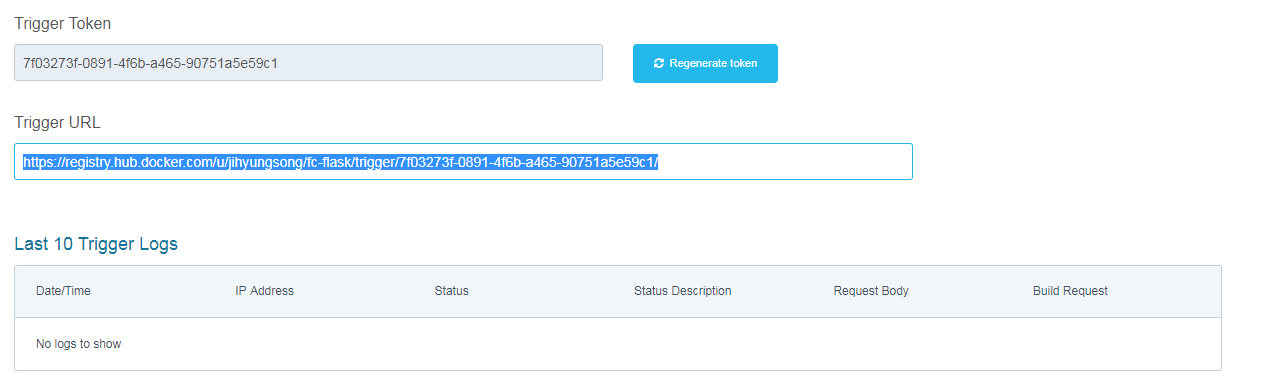 Trigger Token
7f03273f-0891-4f6b-a465-90751a5e59c1
Regenerate token
Trigger URL
https://registry.hub.docker.com/u/jihyungsong/fc-flask/trigger/7f03273f-0891-4f6b-a465-90751a5e59c1/
Last 10 Trigger Logs
Date/Time IP Address Status Status Description Request Body Build Request
No logs to show